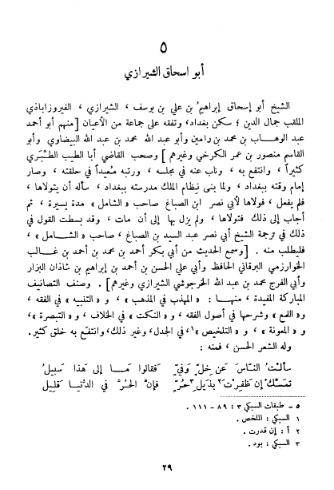 ٥
أبو اسحاق الشيرازي
الشيخ أبو إسحاق إبراهيم بن علي بن يوسف ، الشيرازي ، الفيروزاباذي
الملقب جمال الدين ؛ سكن بغداد، وتفقه على جماعة من الأعيان [ منهم أبو أحمد
عبد الوهاب بن محمد بن رامين وأبو عبد الله محمد بن عبد الله البيضاوي وأبو
القاسم منصور بن عمر الكرخي وغيرهم ] وصحب القاضي أبا الطيب الطبري
كثيراً ، وانتفع به ، وناب عنه في مجلسه ، ورتبه معيداً في حلقته ، وصار
إمام وقته ببغداد ، ولما بنى نظام الملك مدرسته ببغداد ، سأله أن يتولاها ،
فلم يفعل ، فولاها لأبي نصر ابن الصباغ صاحب « الشامل » مدة يسيرة ، ثم
أجاب إلى ذلك فتولاها ، ولم يزل بها إلى أن مات ، وقد بسطت القول في
ذلك في ترجمة الشيخ أبي نصر عبد السيد بن الصباغ ، صاحب « الشامل » ،
فليطلب منه . [ وسمع الحديث من أبي بكر أحمد بن محمد بن أحمد بن غالب
الخوارزمي البرقاني الحافظ وأبي علي الحسن بن أحمد بن إبراهيم بن شاذان البزار
وأبي الفرج محمد بن عبد الله الخرجوشي الشيرازي وغيرهم ] . وصنف التصانيف
المباركة المفيدة ، منها : « المهذب في المذهب » ، و « التنبيه » في الفقه ،
و « اللمع » وشرحها في أصول الفقه ، و « النكت » في الخلاف ، و « التبصرة »
و « المعونة » ، و « التلخيص » ١ ، في الجدل، وغير ذلك، وانتفع به خلق كثير.
وله الشعر الحسن ، فمنه :
سألت الناس عن خل وفي فقالوا ما إلى هذا سبيل
تمسك إن ظفرت ٢ بذيل ٣ حر فإن الحر في الدنيا قليل
٥ - طبقات السبكي ٣ : ٨٩ - ١١١ .
١ السبكي : الملخص .
٢ أ : إن قدرت .
٣ السبكي : بود .
٢٩